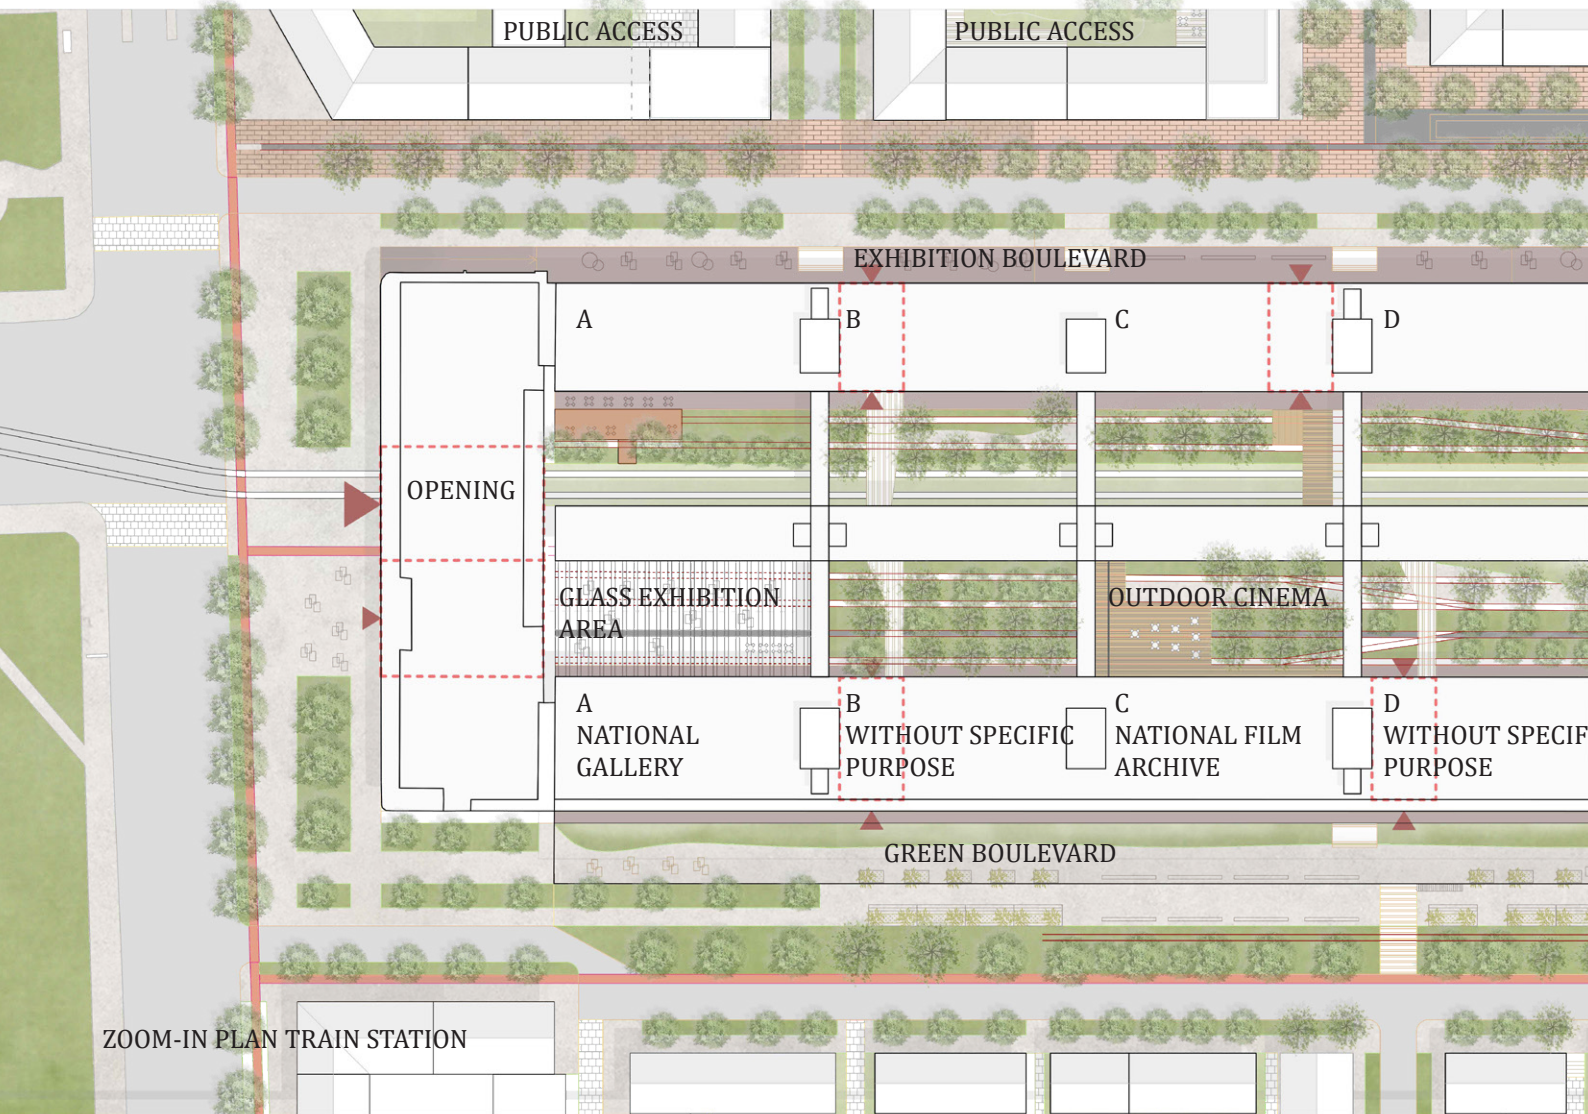 PUBLIC ACCESS
PUBLIC ACCESS
EXHIBITION BOULEVARD
A
B
C
D
OPENING
GLASS EXHIBITION
AREA
OUTDOOR CINEMA
A
NATIONAL
GALLERY
B
WITHOUT SPECIFIC
PURPOSE
C
NATIONAL FILM
ARCHIVE
D
WITHOUT SPECIF
PURPOSE
GREEN BOULEVARD
ZOOM-IN PLAN TRAIN STATION